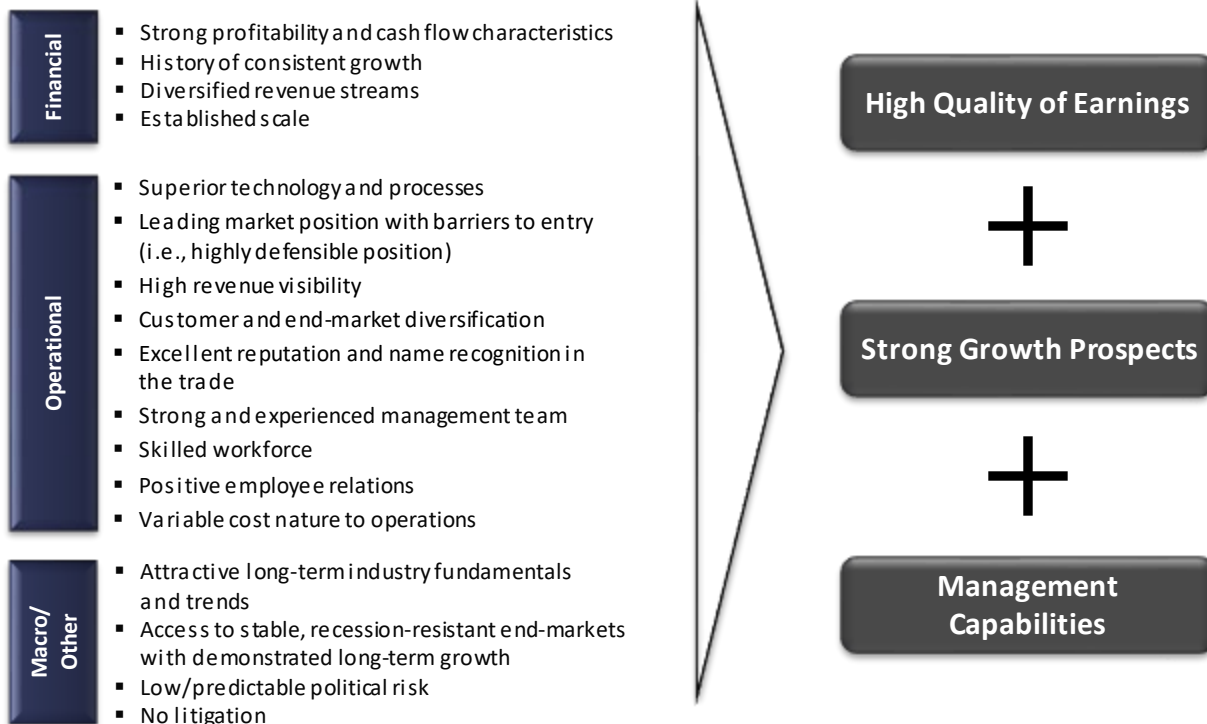 Financial
▪ Strong profitability and cash flow characteristics
▪ History of consistent growth
▪ Diversified revenue streams
▪ Established scale
Operational
▪ Superior technology and processes
▪ Leading market position with barriers to entry
(i.e., highly defensible position)
▪ High revenue visibility
▪ Customer and end-market diversification
▪ Excellent reputation and name recognition in
the trade
▪ Strong and experienced management team
▪ Skilled workforce
▪ Positive employee relations
▪ Variable cost nature to operations
Macro/
Other
▪ Attractive long-term industry fundamentals
and trends
▪ Access to stable, recession-resistant end-markets
with demonstrated long-term growth
▪ Low/predictable political risk
▪ No litigation
High Quality of Earnings
+
Strong Growth Prospects
+
Management
Capabilities